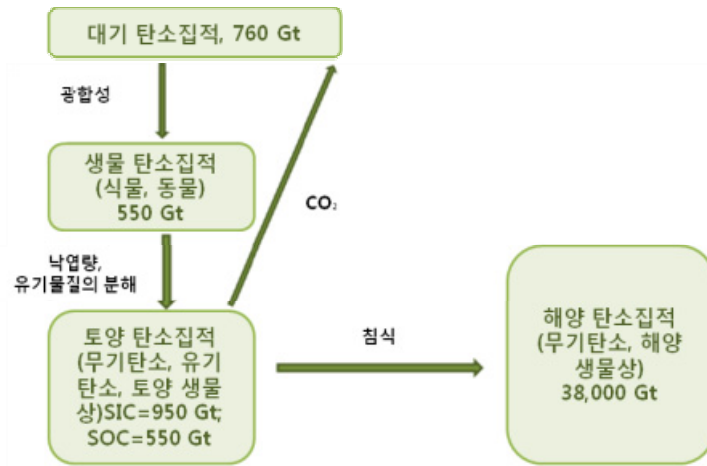 대기 탄소집적, 760 Gt
광합성
생물 탄소집적
(식물, 동물)
550 Gt
CO₂
낙엽량,
유기물질의 분해
토양 탄소집적
(무기탄소, 유기
탄소, 토양 생물
상)SIC=950 Gt;
SOC=550 Gt
침식
해양 탄소집적
(무기탄소, 해양
생물상)
38,000 Gt